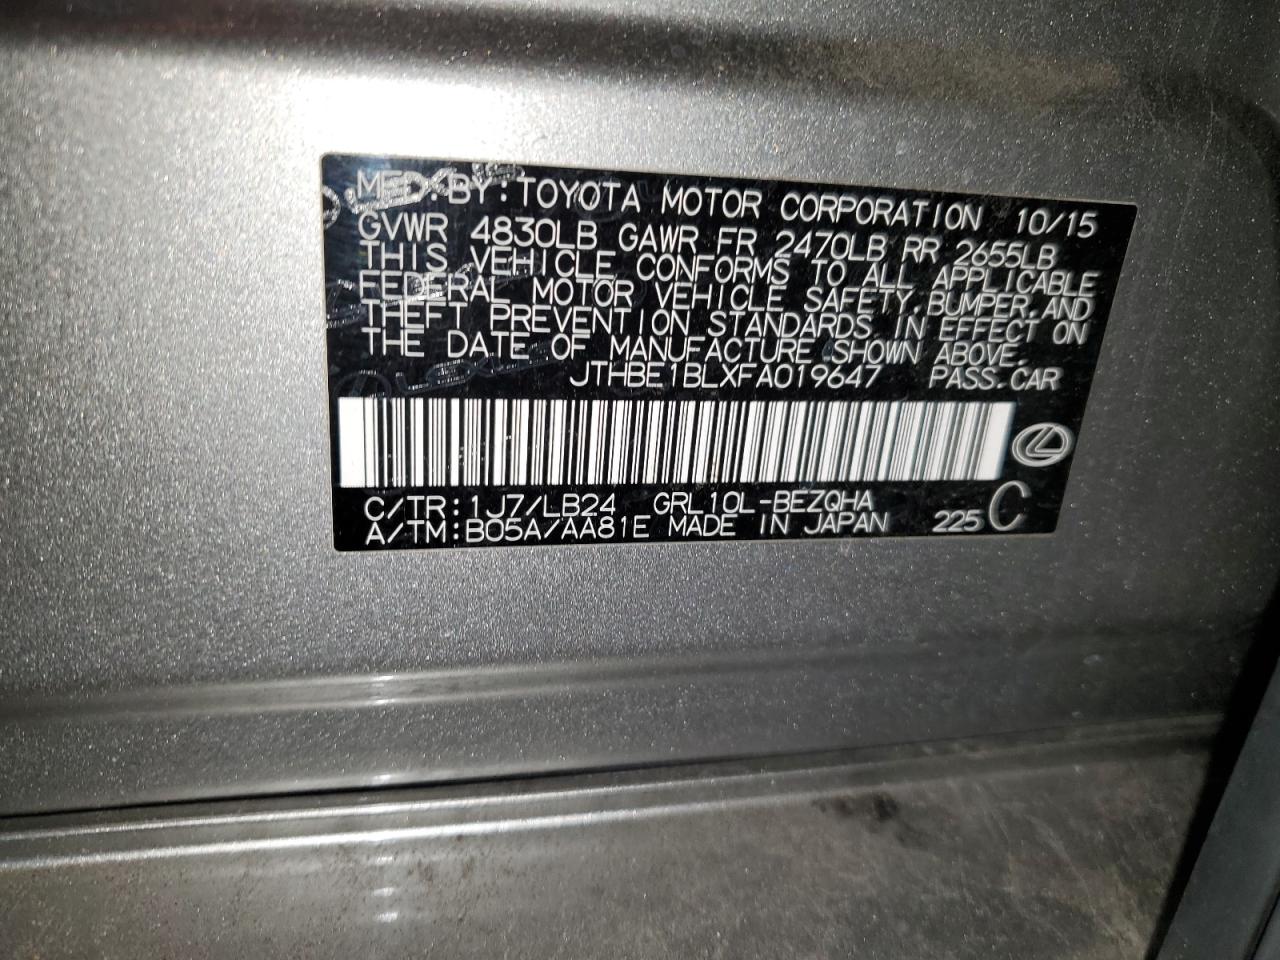 MFD.BY:TOYOTA MOTOR CORPORATION 10/15
GVWR 4830LB GAWR FR 2470LB RR 2655LB
THIS VEHICLE CONFORMS TO ALL APPLICABLE
FEDERAL MOTOR VEHICLE SAFETY,BUMPER,AND
THEFT PREVENTION STANDARDS IN EFFECT ON
THE DATE OF MANUFACTURE SHOWN ABOVE.
JTHBE1BLXFA019647 PASS.CAR
C/TR:1J7/LB24 GRL10L-BEZQHA
A/TM:B05A/AA81E MADE IN JAPAN 225 C